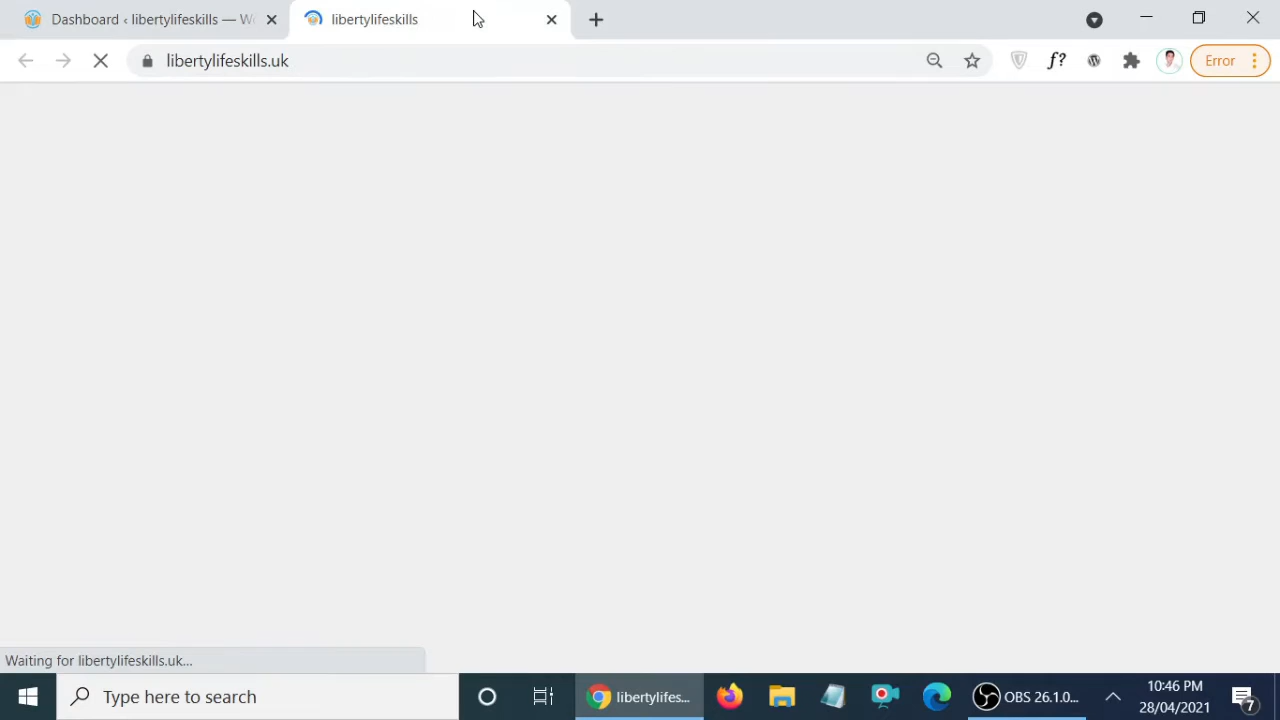 Dashboard ‹ libertylifeskills — W
libertylifeskills
libertylifeskills.uk
f?
Error
Waiting for libertylifeskills.uk...
Type here to search
libertylifes...
OBS 26.1.0...
10:46 PM
28/04/2021
7